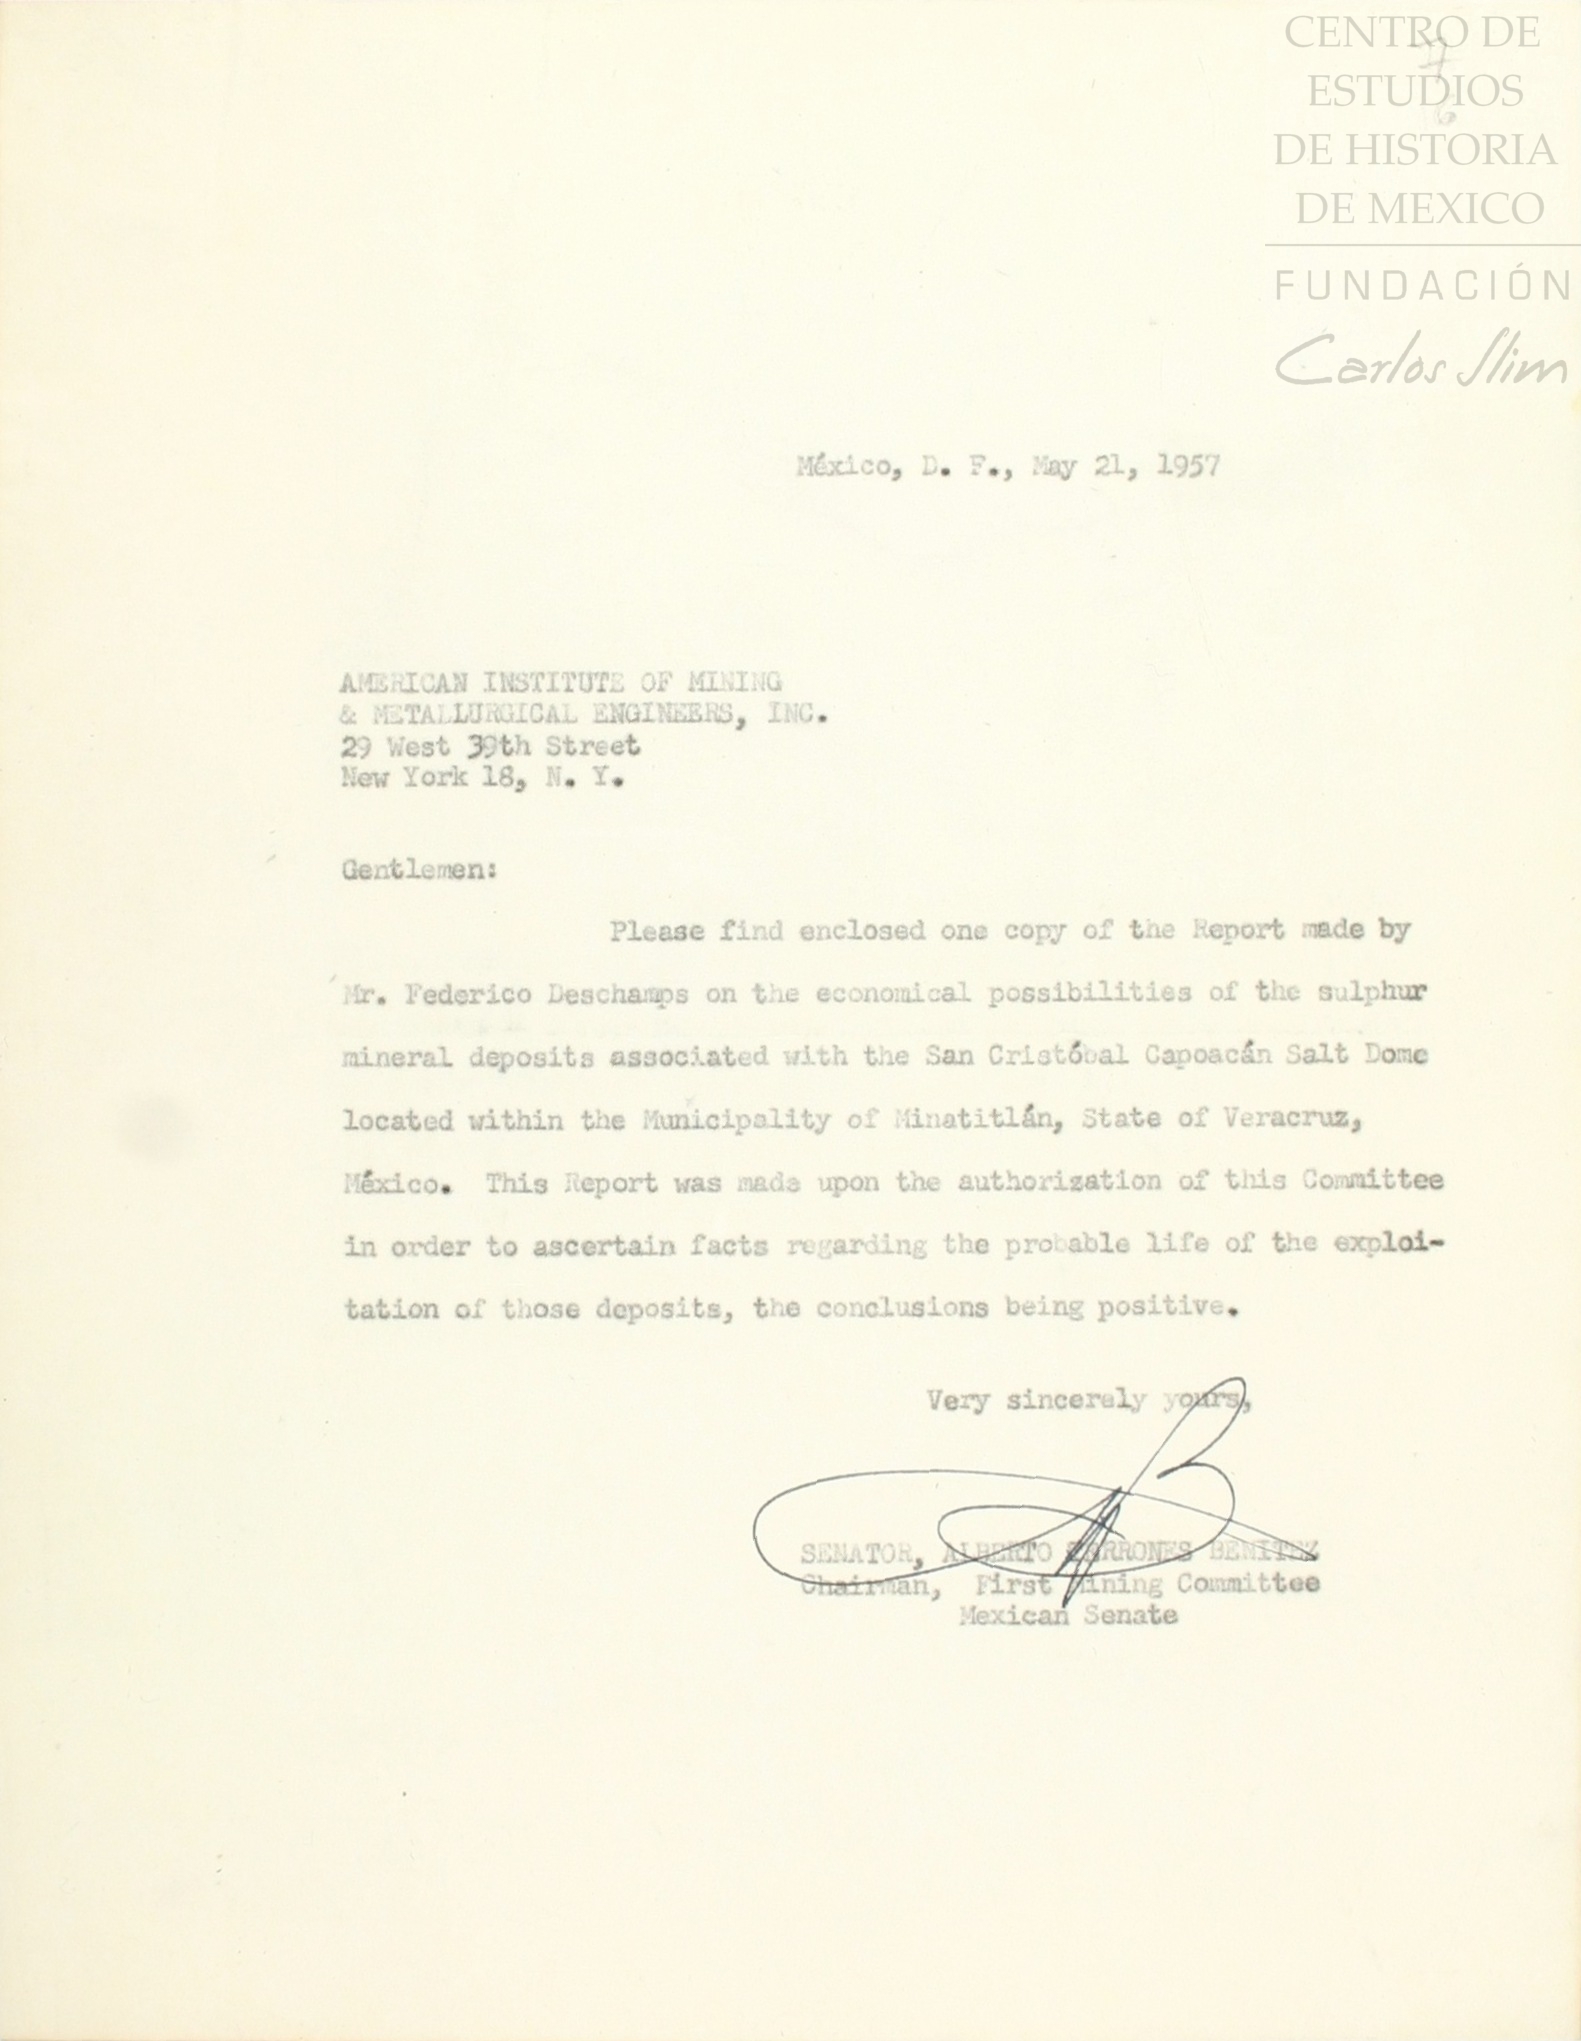 CENTRO DE
ESTUDIOS
DE HISTORIA
DE MEXICO
FUNDACIÓN
Carlos Slim
México, D. F., May 21, 1957
AMERICAN INSTITUTE OF MINING
& METALLURGICAL ENGINEERS, INC.
29 West 39th Street
New York 18, N. Y.
Gentlemen:
Please find enclosed one copy of the Report made by
Mr. Federico Deschamps on the economical possibilities of the sulphur
mineral deposits associated with the San Cristóbal Capoacán Salt Dome
located within the Municipality of Minatitlán, State of Veracruz,
México. This Report was made upon the authorization of this Committee
in order to ascertain facts regarding the probable life of the exploi-
tation of those deposits, the conclusions being positive.
Very sincerely yours,
SENATOR, ALBERTO TERRONES BENITEZ
Chairman, First Mining Committee
Mexican Senate